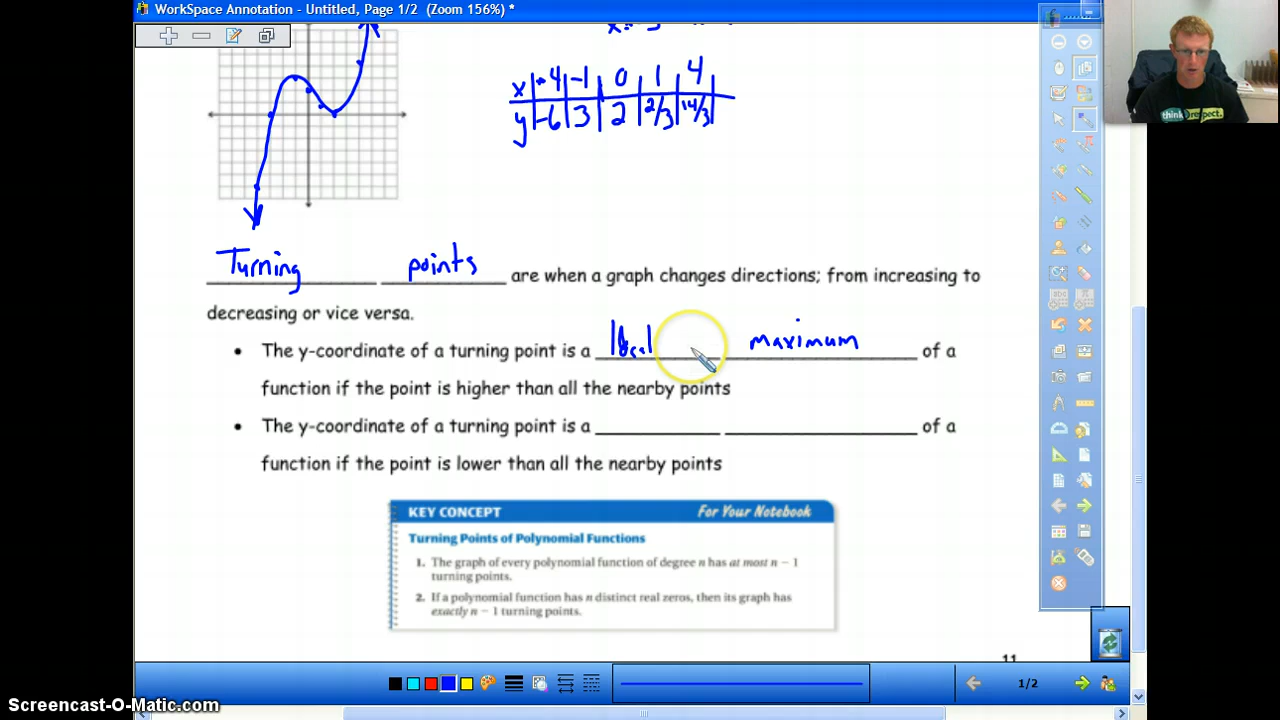 WorkSpace Annotation - Untitled, Page 1/2 (Zoom 156%) *
x | -4 | -1 | 0 | 1 | 4 |
y | -6 | 3 | 2 | 2/3 | 14/3 |
think respect.
Turning points are when a graph changes directions; from increasing to
decreasing or vice versa.
• The y-coordinate of a turning point is a local maximum of a
function if the point is higher than all the nearby points
• The y-coordinate of a turning point is a ____________ ____________ of a
function if the point is lower than all the nearby points
KEY CONCEPT For Your Notebook
Turning Points of Polynomial Functions
1. The graph of every polynomial function of degree n has at most n − 1
turning points.
2. If a polynomial function has n distinct real zeros, then its graph has
exactly n − 1 turning points.
11
1/2
Screencast-O-Matic.com